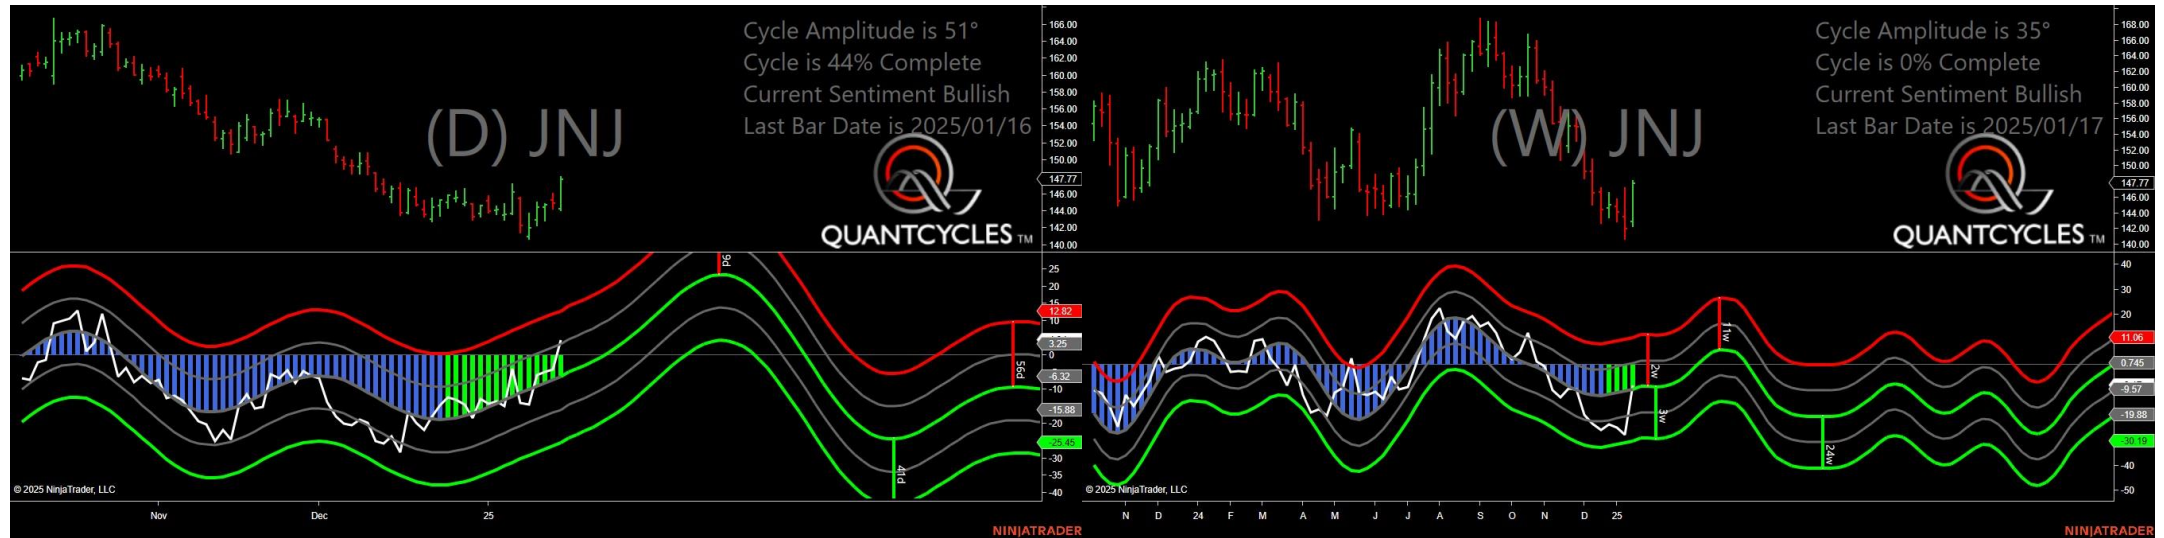 Cycle Amplitude is 51°
Cycle is 44% Complete
Current Sentiment Bullish
Last Bar Date is 2025/01/16
(D) JNJ
QUANTCYCLES TM
166.00
164.00
162.00
160.00
158.00
156.00
154.00
152.00
150.00
147.77
146.00
144.00
142.00
140.00
9d
41d
56d
25
20
15
12.82
10
3.25
0
-6.32
-10
-15.88
-20
-25.45
-30
-35
-40
© 2025 NinjaTrader, LLC
Nov
Dec
25
NINJATRADER
Cycle Amplitude is 35°
Cycle is 0% Complete
Current Sentiment Bullish
Last Bar Date is 2025/01/17
(W) JNJ
QUANTCYCLES TM
168.00
166.00
164.00
162.00
160.00
158.00
156.00
154.00
152.00
150.00
147.77
146.00
144.00
142.00
140.00
2w
3w
11w
24w
40
30
20
11.06
0.745
-9.57
-19.88
-30.19
-40
-50
© 2025 NinjaTrader, LLC
N
D
24
F
M
A
M
J
J
A
S
O
N
D
25
NINJATRADER